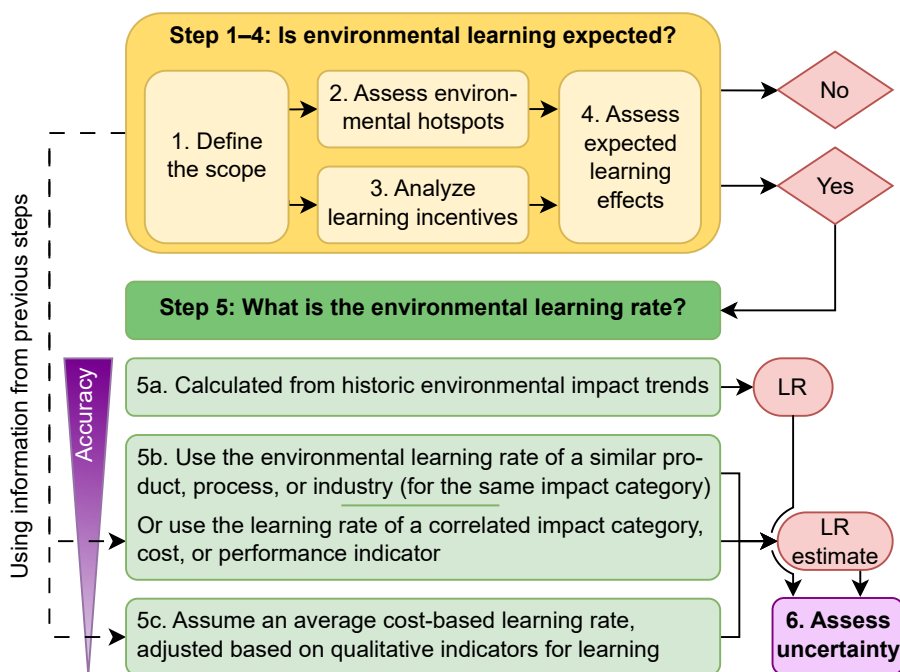 Step 1–4: Is environmental learning expected?
1. Define
the scope
2. Assess environ-
mental hotspots
3. Analyze
learning incentives
4. Assess
expected
learning
effects
No
Yes
Using information from previous steps
Step 5: What is the environmental learning rate?
Accuracy
5a. Calculated from historic environmental impact trends
LR
5b. Use the environmental learning rate of a similar pro-
duct, process, or industry (for the same impact category)
Or use the learning rate of a correlated impact category,
cost, or performance indicator
LR
estimate
5c. Assume an average cost-based learning rate,
adjusted based on qualitative indicators for learning
6. Assess
uncertainty